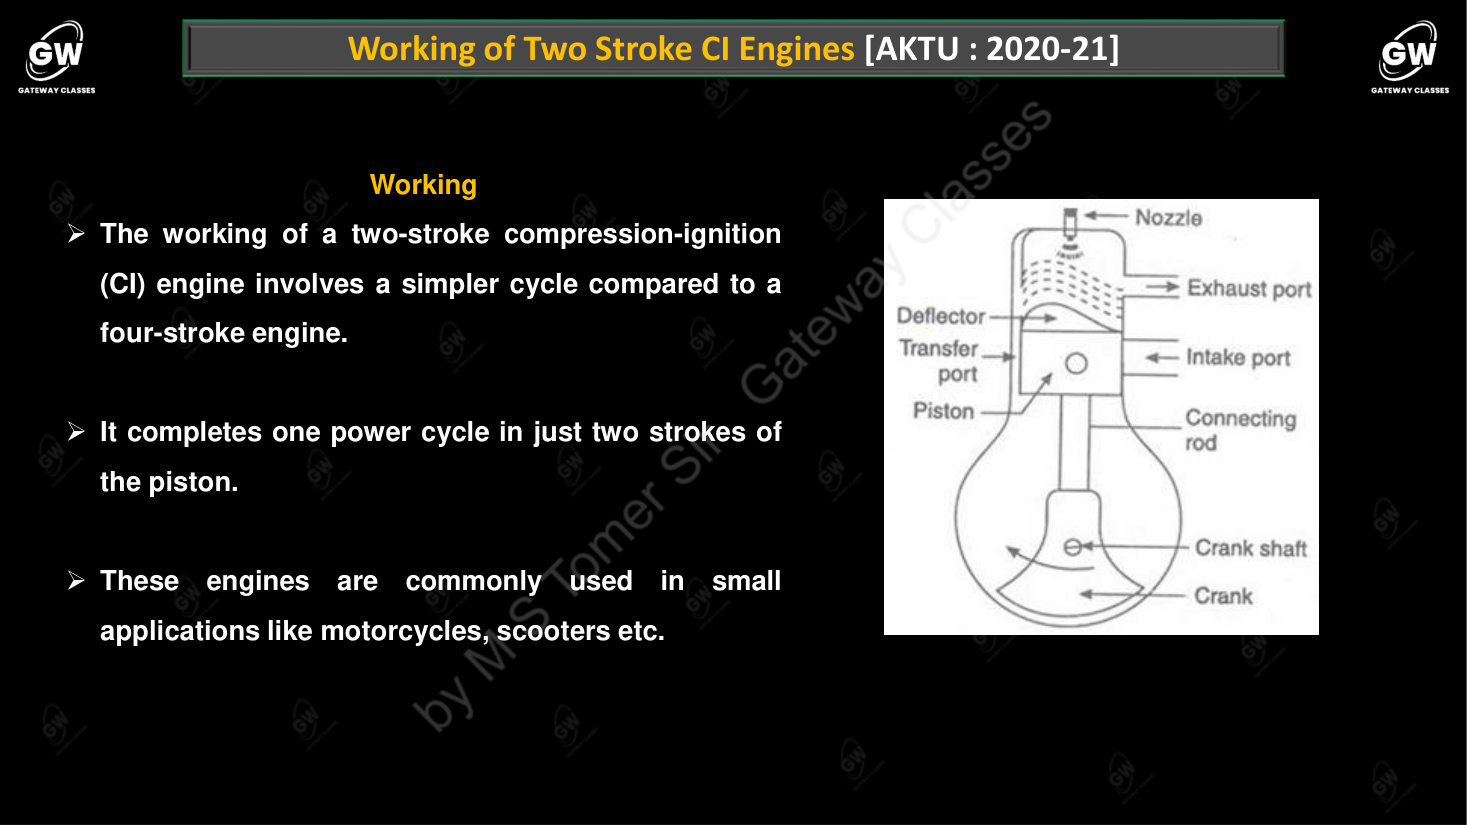 GW
GATEWAY CLASSES
Working of Two Stroke CI Engines [AKTU : 2020-21]
GW
GATEWAY CLASSES
Working
➢ The working of a two-stroke compression-ignition
(CI) engine involves a simpler cycle compared to a
four-stroke engine.
➢ It completes one power cycle in just two strokes of
the piston.
➢ These engines are commonly used in small
applications like motorcycles, scooters etc.
Nozzle
Exhaust port
Deflector
Transfer
port
Intake port
Piston
Connecting
rod
Crank shaft
Crank
by M S Tomer Sir Gateway Classes